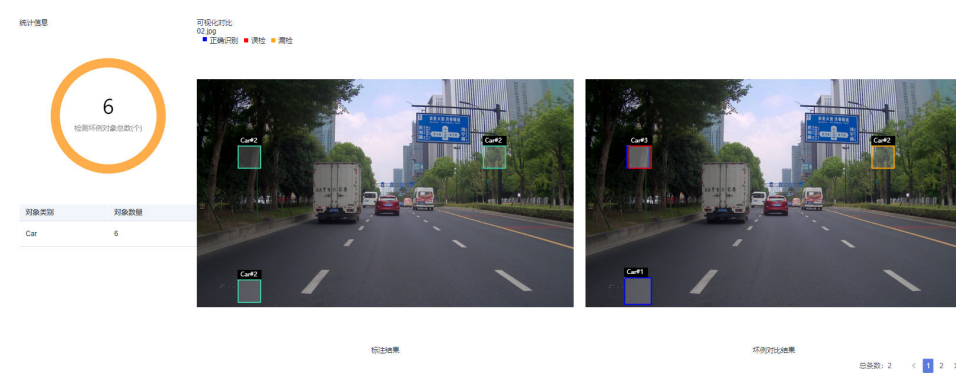 统计信息
可视化对比
02.jpg
正确识别 误检 漏检
6
检测坏例对象总数(个)
对象类别 对象数量
Car 6
Car#2
Car#2
Car#2
Car#3
Car#2
Car#1
标注结果
坏例对比结果
总条数: 2 < 1 2 >